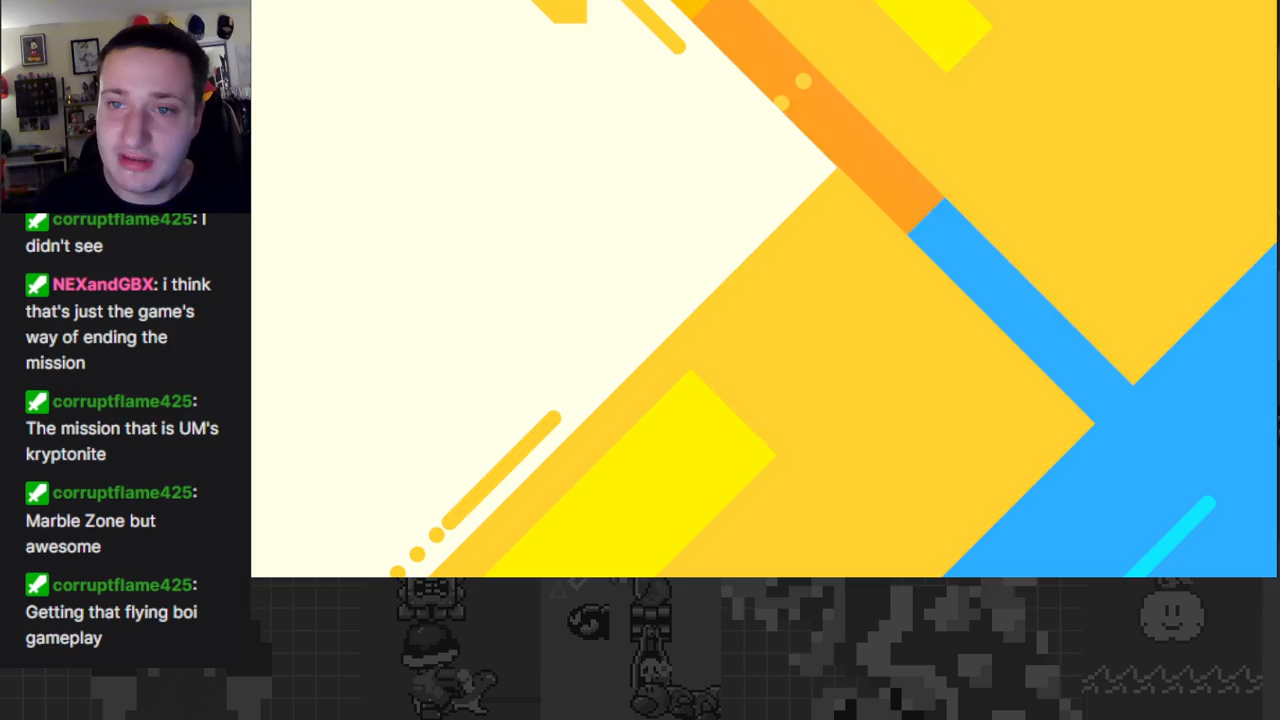 corruptflame425: I
didn't see
NEXandGBX: i think
that's just the game's
way of ending the
mission
corruptflame425:
The mission that is UM's
kryptonite
corruptflame425:
Marble Zone but
awesome
corruptflame425:
Getting that flying boi
gameplay